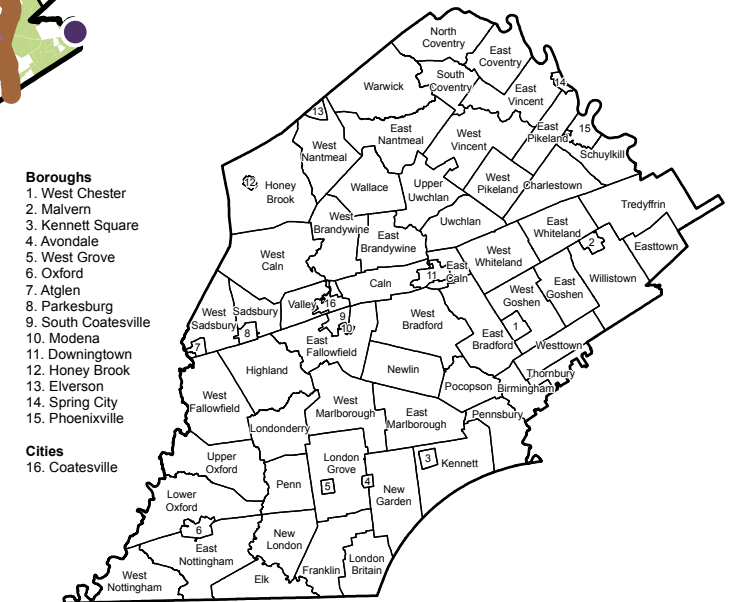 Boroughs
1. West Chester
2. Malvern
3. Kennett Square
4. Avondale
5. West Grove
6. Oxford
7. Atglen
8. Parkesburg
9. South Coatesville
10. Modena
11. Downingtown
12. Honey Brook
13. Elverson
14. Spring City
15. Phoenixville
Cities
16. Coatesville
North
Coventry
East
Coventry
Warwick
South
Coventry
14
East
Vincent
13
West
Nantmeal
East
Nantmeal
West
Vincent
East
Pikeland
15
Schuylkill
12
Honey
Brook
Wallace
Upper
Uwchlan
West
Pikeland
Charlestown
Tredyffrin
West
Brandywine
East
Brandywine
Uwchlan
East
Whiteland
2
Easttown
West
Caln
West
Whiteland
Willistown
Caln
11
East
Caln
West
Goshen
East
Goshen
West
Sadsbury
Sadsbury
Valley
16
9
10
West
Bradford
7
8
East
Fallowfield
East
Bradford
1
Westtown
Highland
Newlin
Thornbury
Pocopson
Birmingham
West
Fallowfield
West
Marlborough
East
Marlborough
Pennsbury
Londonderry
Upper
Oxford
London
Grove
3
Kennett
Penn
5
4
New
Garden
Lower
Oxford
6
East
Nottingham
New
London
London
Britain
West
Nottingham
Elk
Franklin